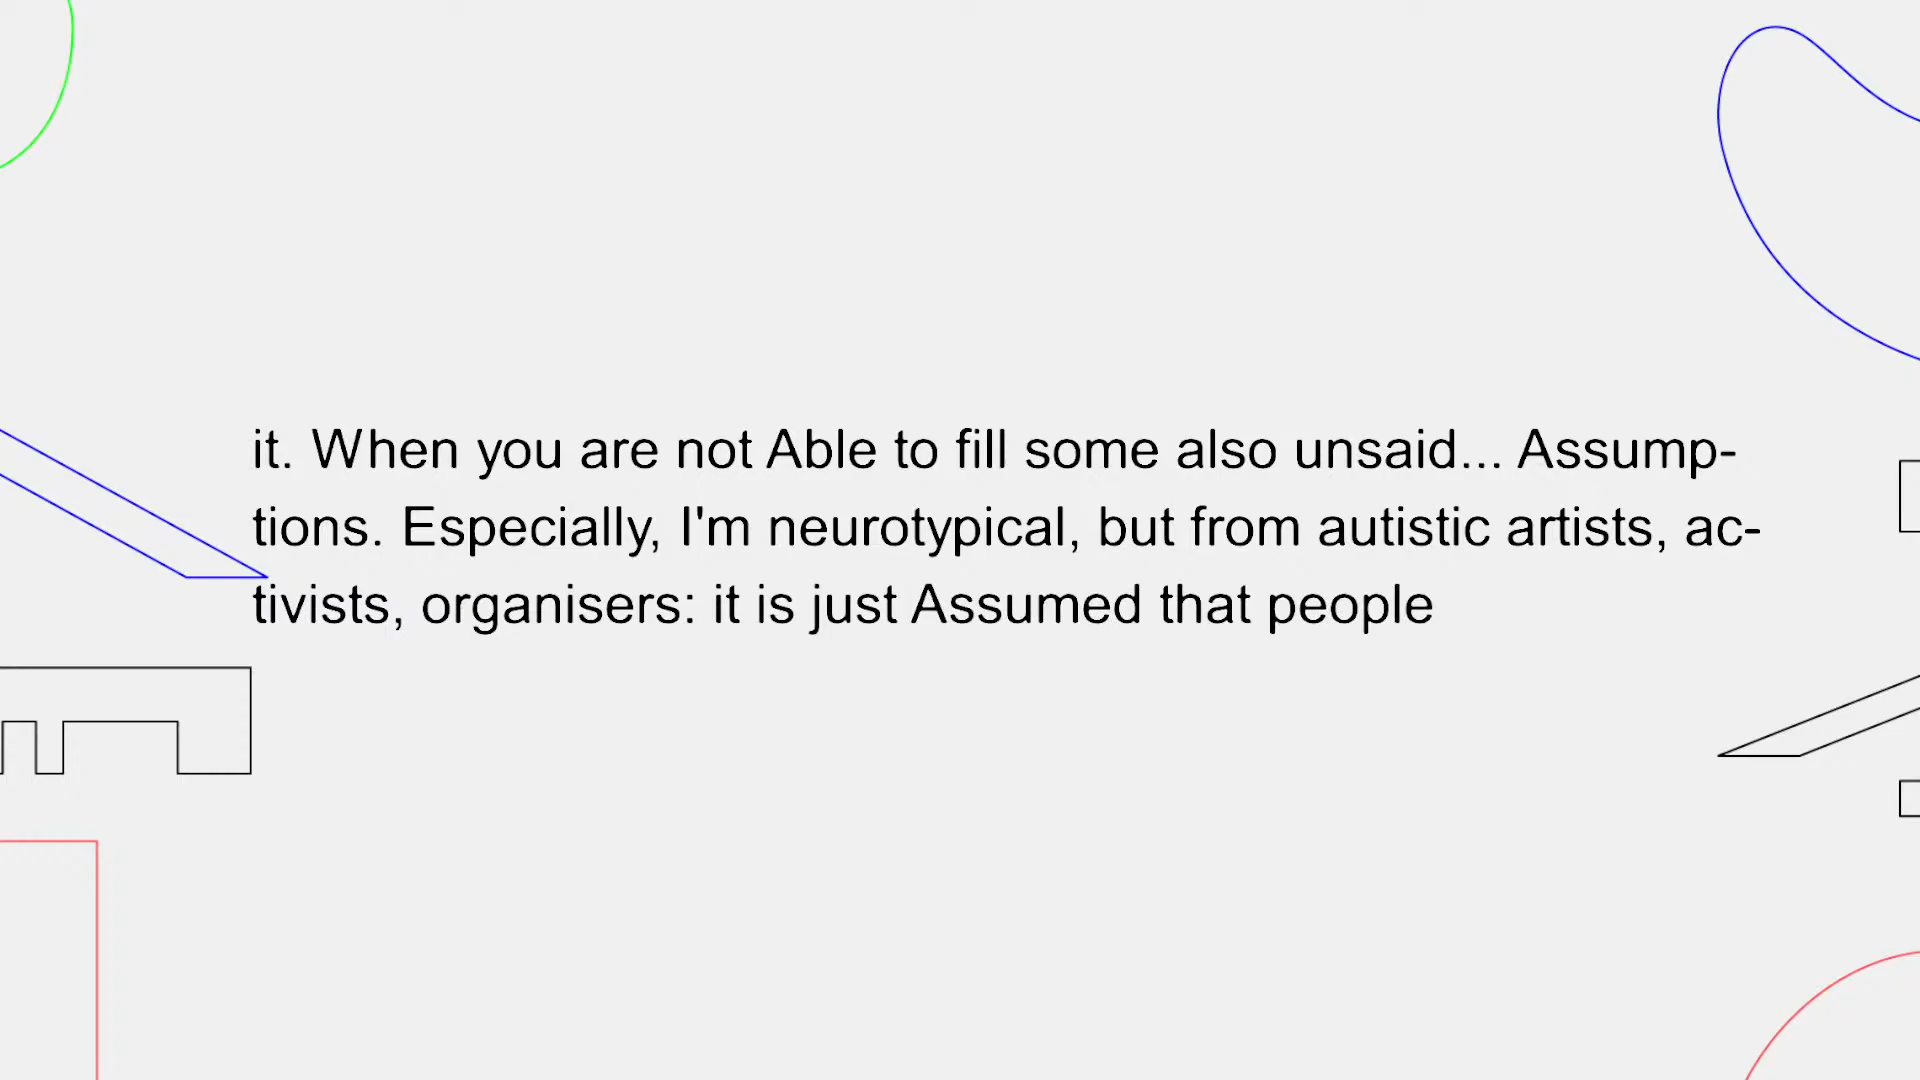 it. When you are not Able to fill some also unsaid... Assump-
tions. Especially, I'm neurotypical, but from autistic artists, ac-
tivists, organisers: it is just Assumed that people